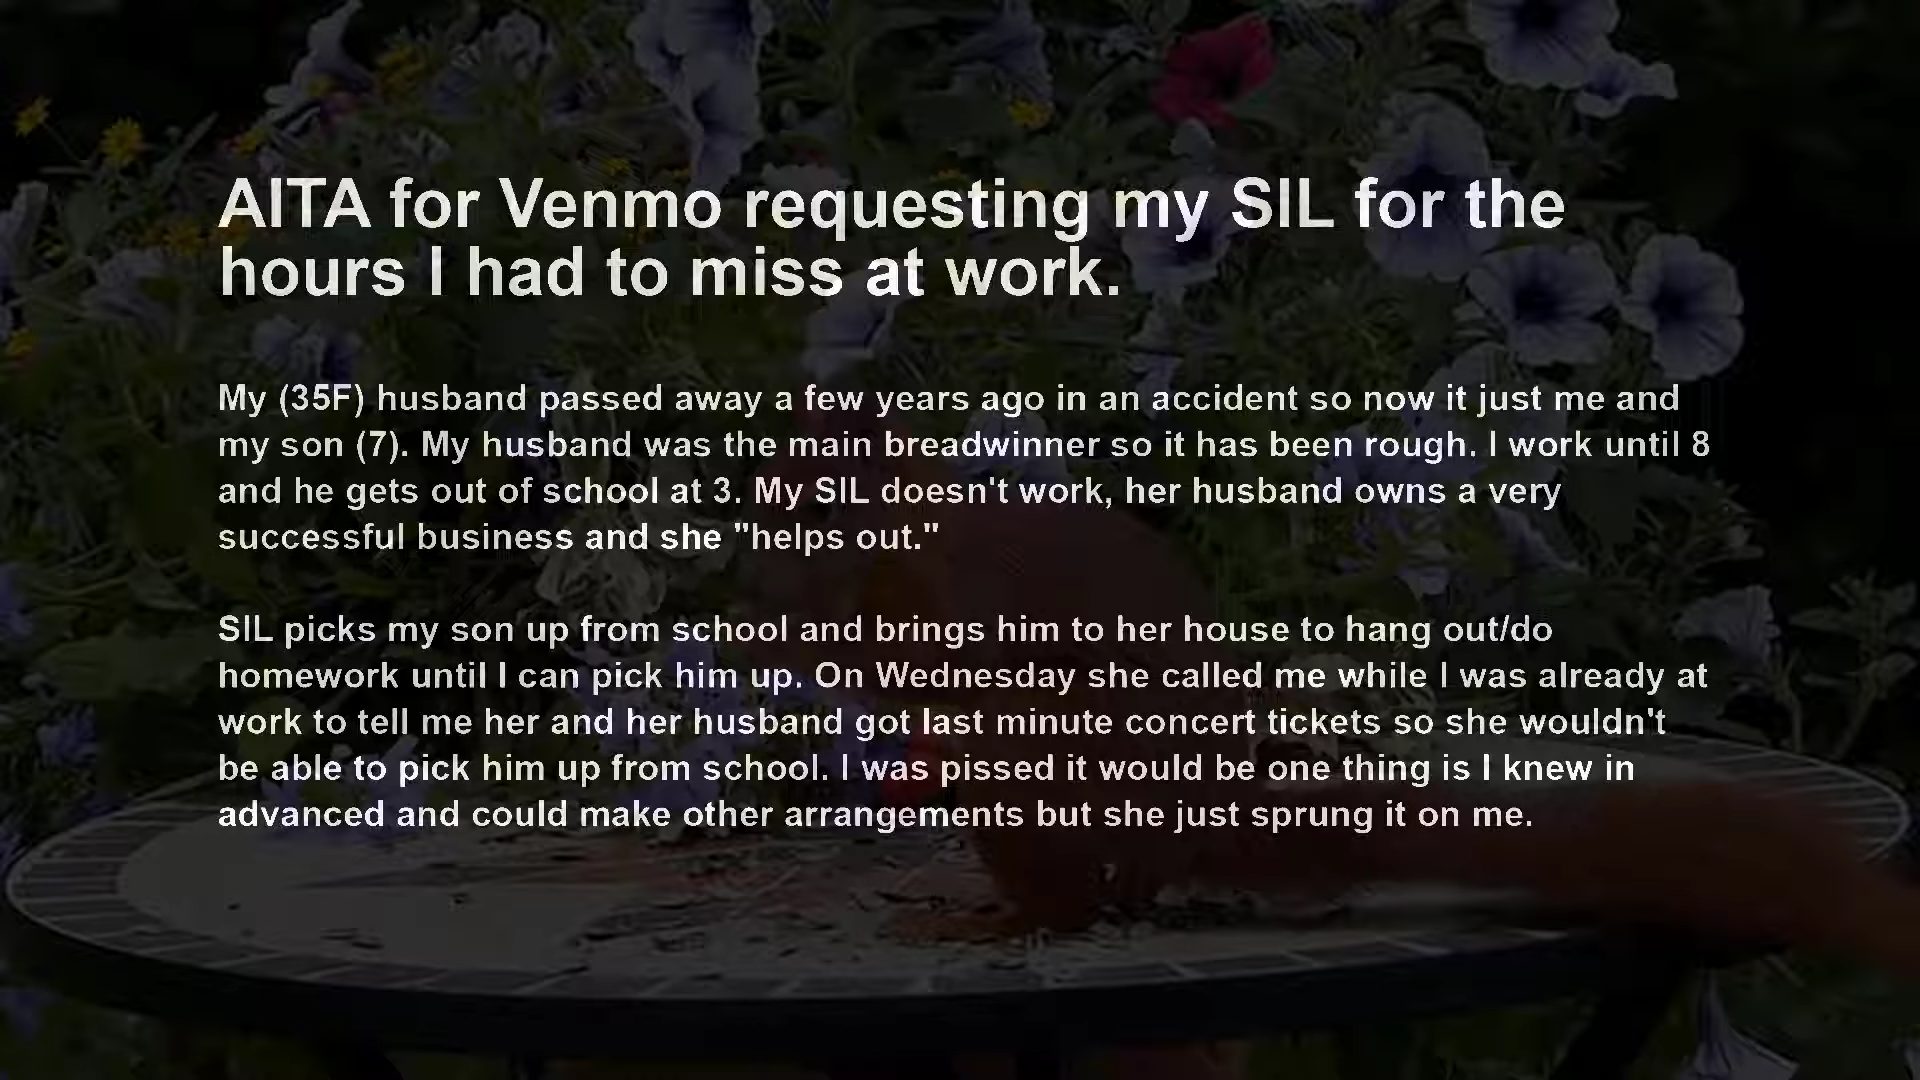 AITA for Venmo requesting my SIL for the
hours I had to miss at work.
My (35F) husband passed away a few years ago in an accident so now it just me and
my son (7). My husband was the main breadwinner so it has been rough. I work until 8
and he gets out of school at 3. My SIL doesn't work, her husband owns a very
successful business and she "helps out."
SIL picks my son up from school and brings him to her house to hang out/do
homework until I can pick him up. On Wednesday she called me while I was already at
work to tell me her and her husband got last minute concert tickets so she wouldn't
be able to pick him up from school. I was pissed it would be one thing is I knew in
advanced and could make other arrangements but she just sprung it on me.